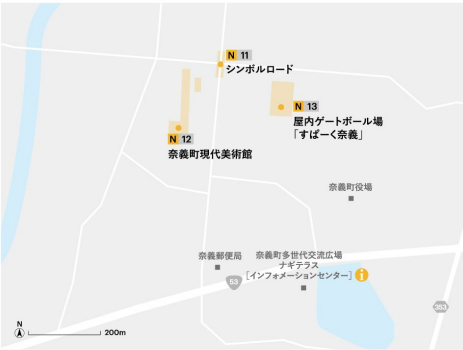 N 11
シンボルロード
N 13
屋内ゲートボール場
「すぱーく奈義」
N 12
奈義町現代美術館
奈義町役場
奈義郵便局
奈義町多世代交流広場
ナギテラス
[インフォメーションセンター] i
53
353
N
200m